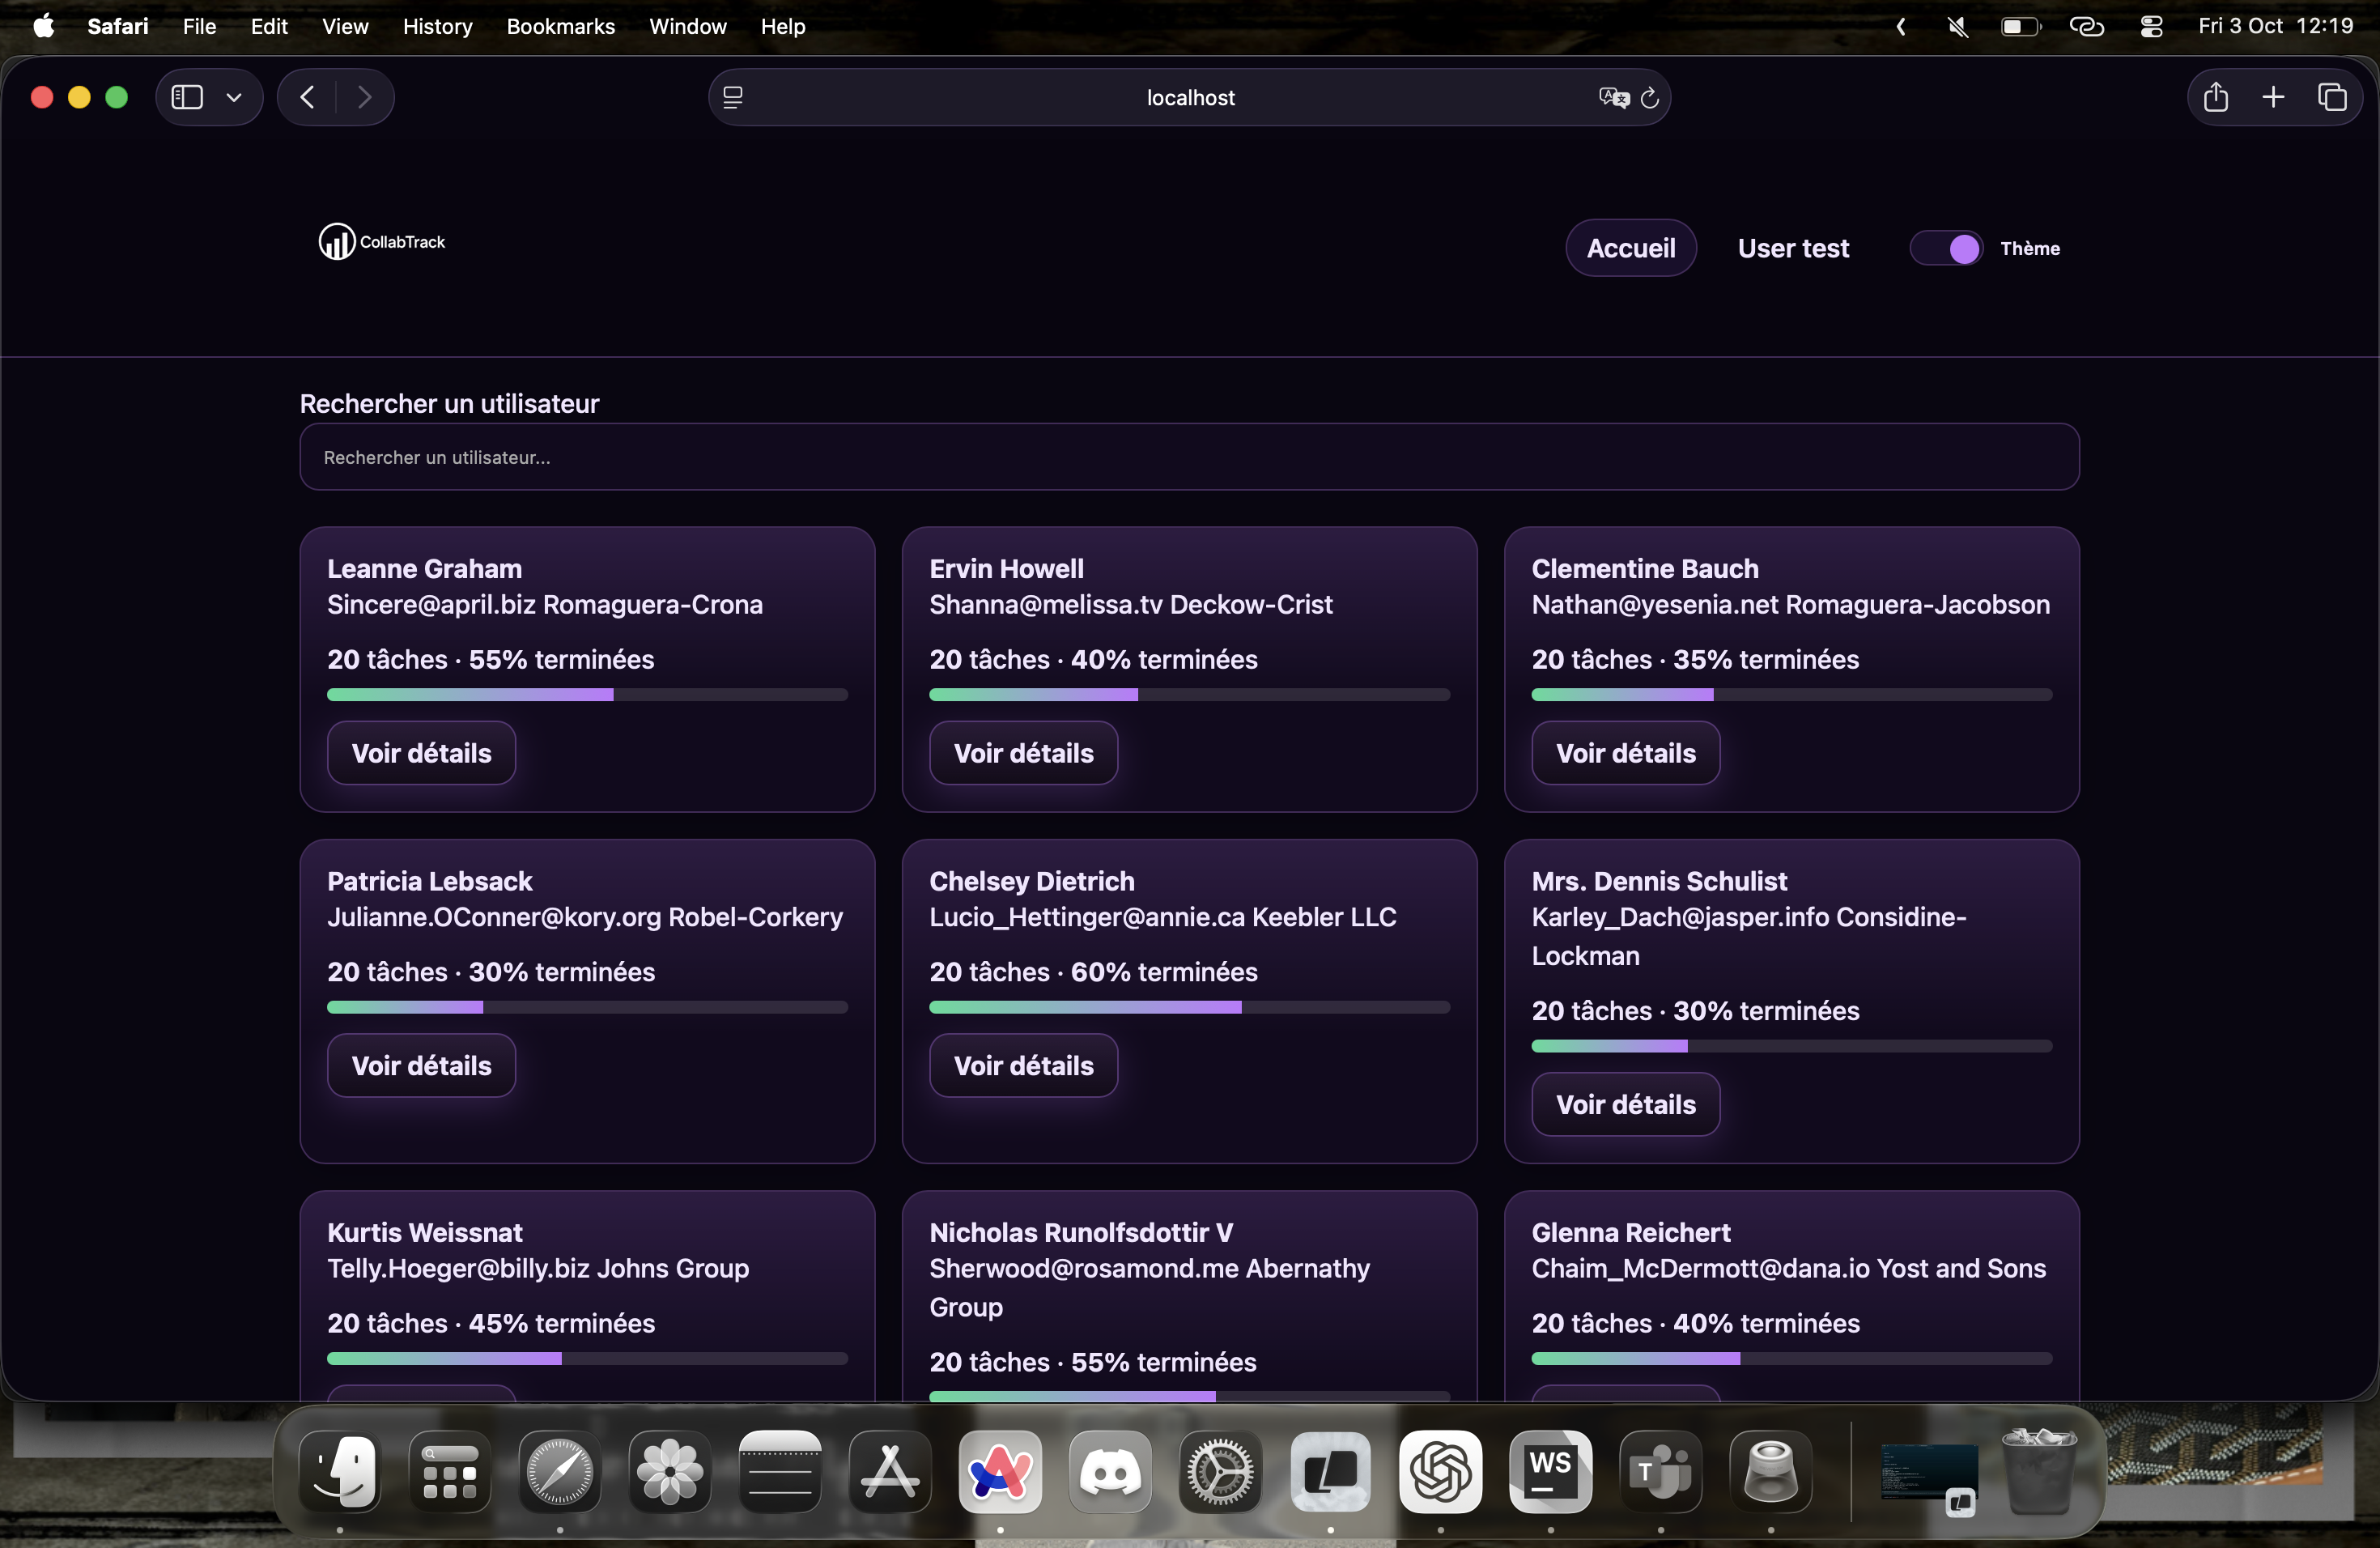 Safari File Edit View History Bookmarks Window Help Fri 3 Oct 12:19
localhost
CollabTrack Accueil User test Thème
Rechercher un utilisateur
Rechercher un utilisateur...
Leanne Graham
Sincere@april.biz Romaguera-Crona
20 tâches · 55% terminées
Voir détails
Ervin Howell
Shanna@melissa.tv Deckow-Crist
20 tâches · 40% terminées
Voir détails
Clementine Bauch
Nathan@yesenia.net Romaguera-Jacobson
20 tâches · 35% terminées
Voir détails
Patricia Lebsack
Julianne.OConner@kory.org Robel-Corkery
20 tâches · 30% terminées
Voir détails
Chelsey Dietrich
Lucio_Hettinger@annie.ca Keebler LLC
20 tâches · 60% terminées
Voir détails
Mrs. Dennis Schulist
Karley_Dach@jasper.info Considine-
Lockman
20 tâches · 30% terminées
Voir détails
Kurtis Weissnat
Telly.Hoeger@billy.biz Johns Group
20 tâches · 45% terminées
Nicholas Runolfsdottir V
Sherwood@rosamond.me Abernathy
Group
20 tâches · 55% terminées
Glenna Reichert
Chaim_McDermott@dana.io Yost and Sons
20 tâches · 40% terminées
WS
T